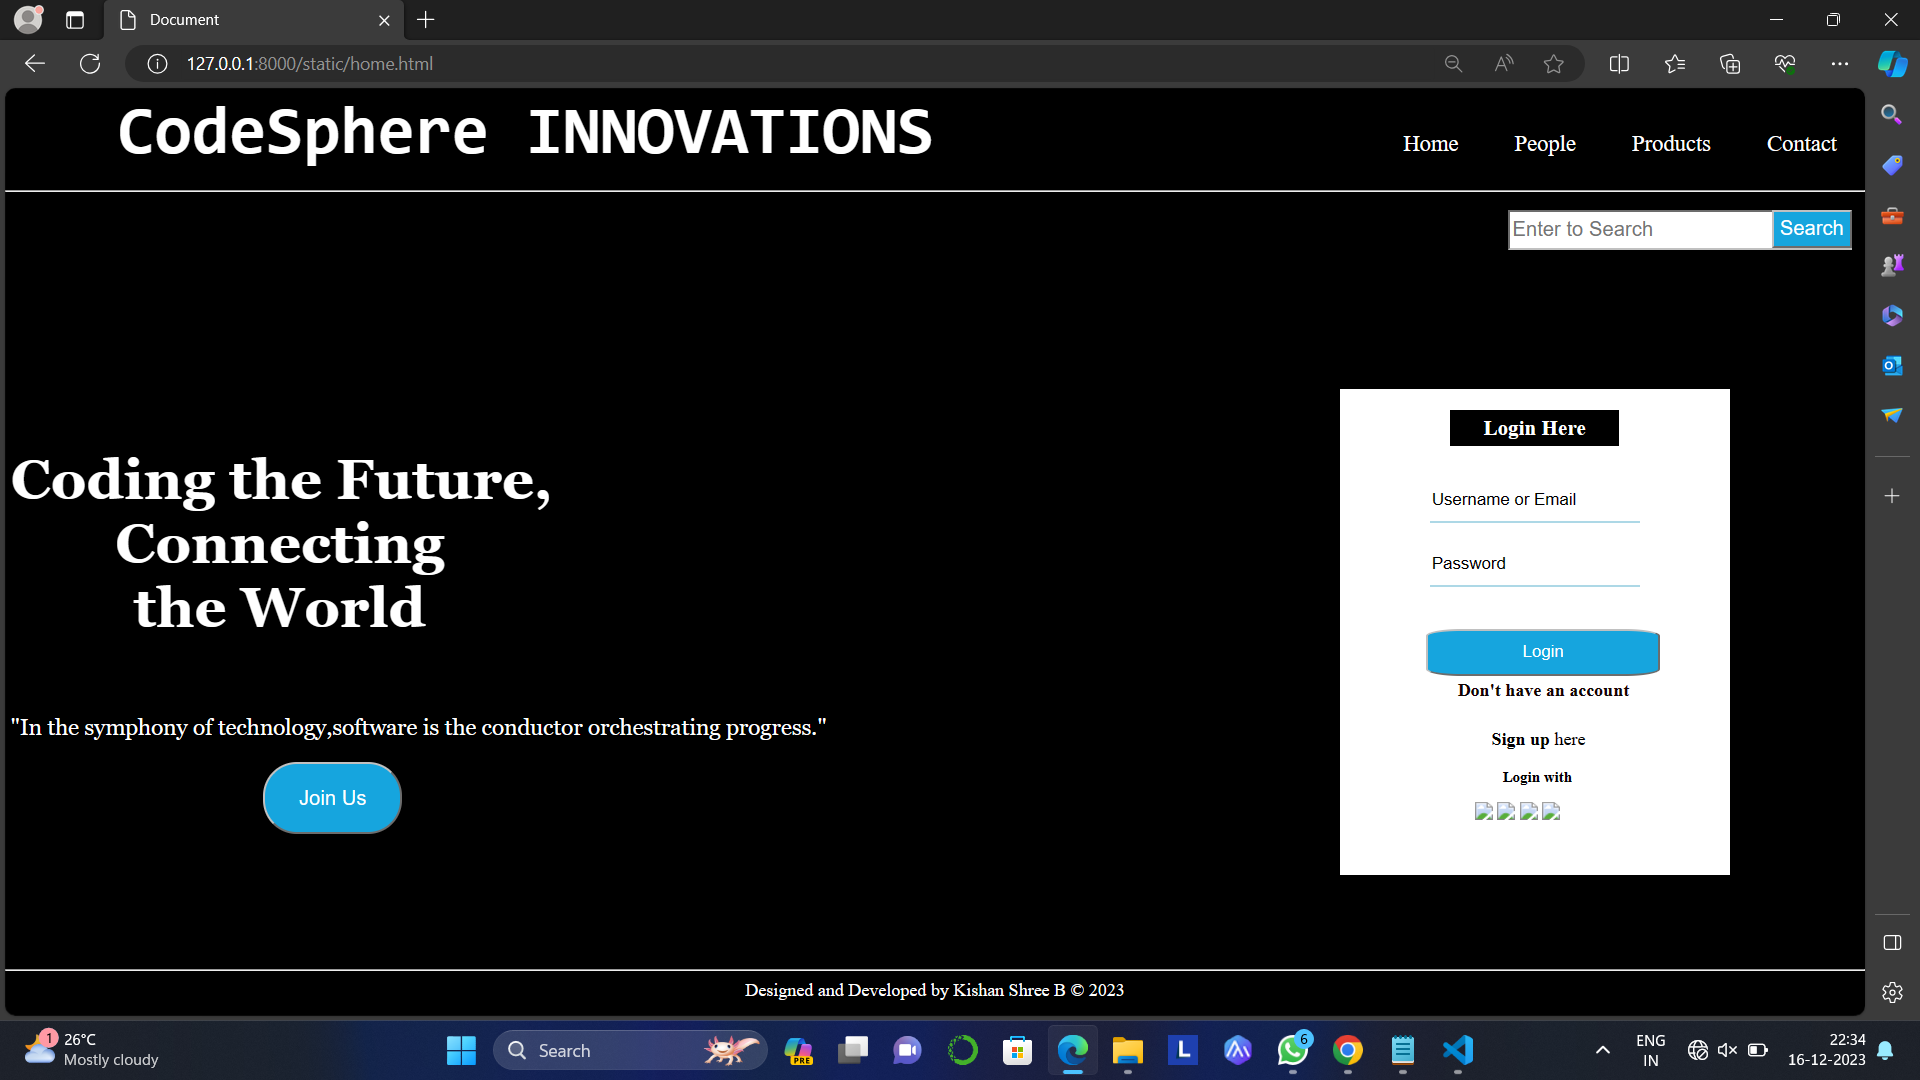 Document
127.0.0.1:8000/static/home.html
CodeSphere INNOVATIONS
Home People Products Contact
Enter to Search Search
Login Here
Username or Email
Password
Login
Don't have an account
Sign up here
Login with
Coding the Future,
Connecting
the World
"In the symphony of technology,software is the conductor orchestrating progress."
Join Us
Designed and Developed by Kishan Shree B © 2023
1
26°C
Mostly cloudy
Search
PRE
L
6
ENG
IN
22:34
16-12-2023